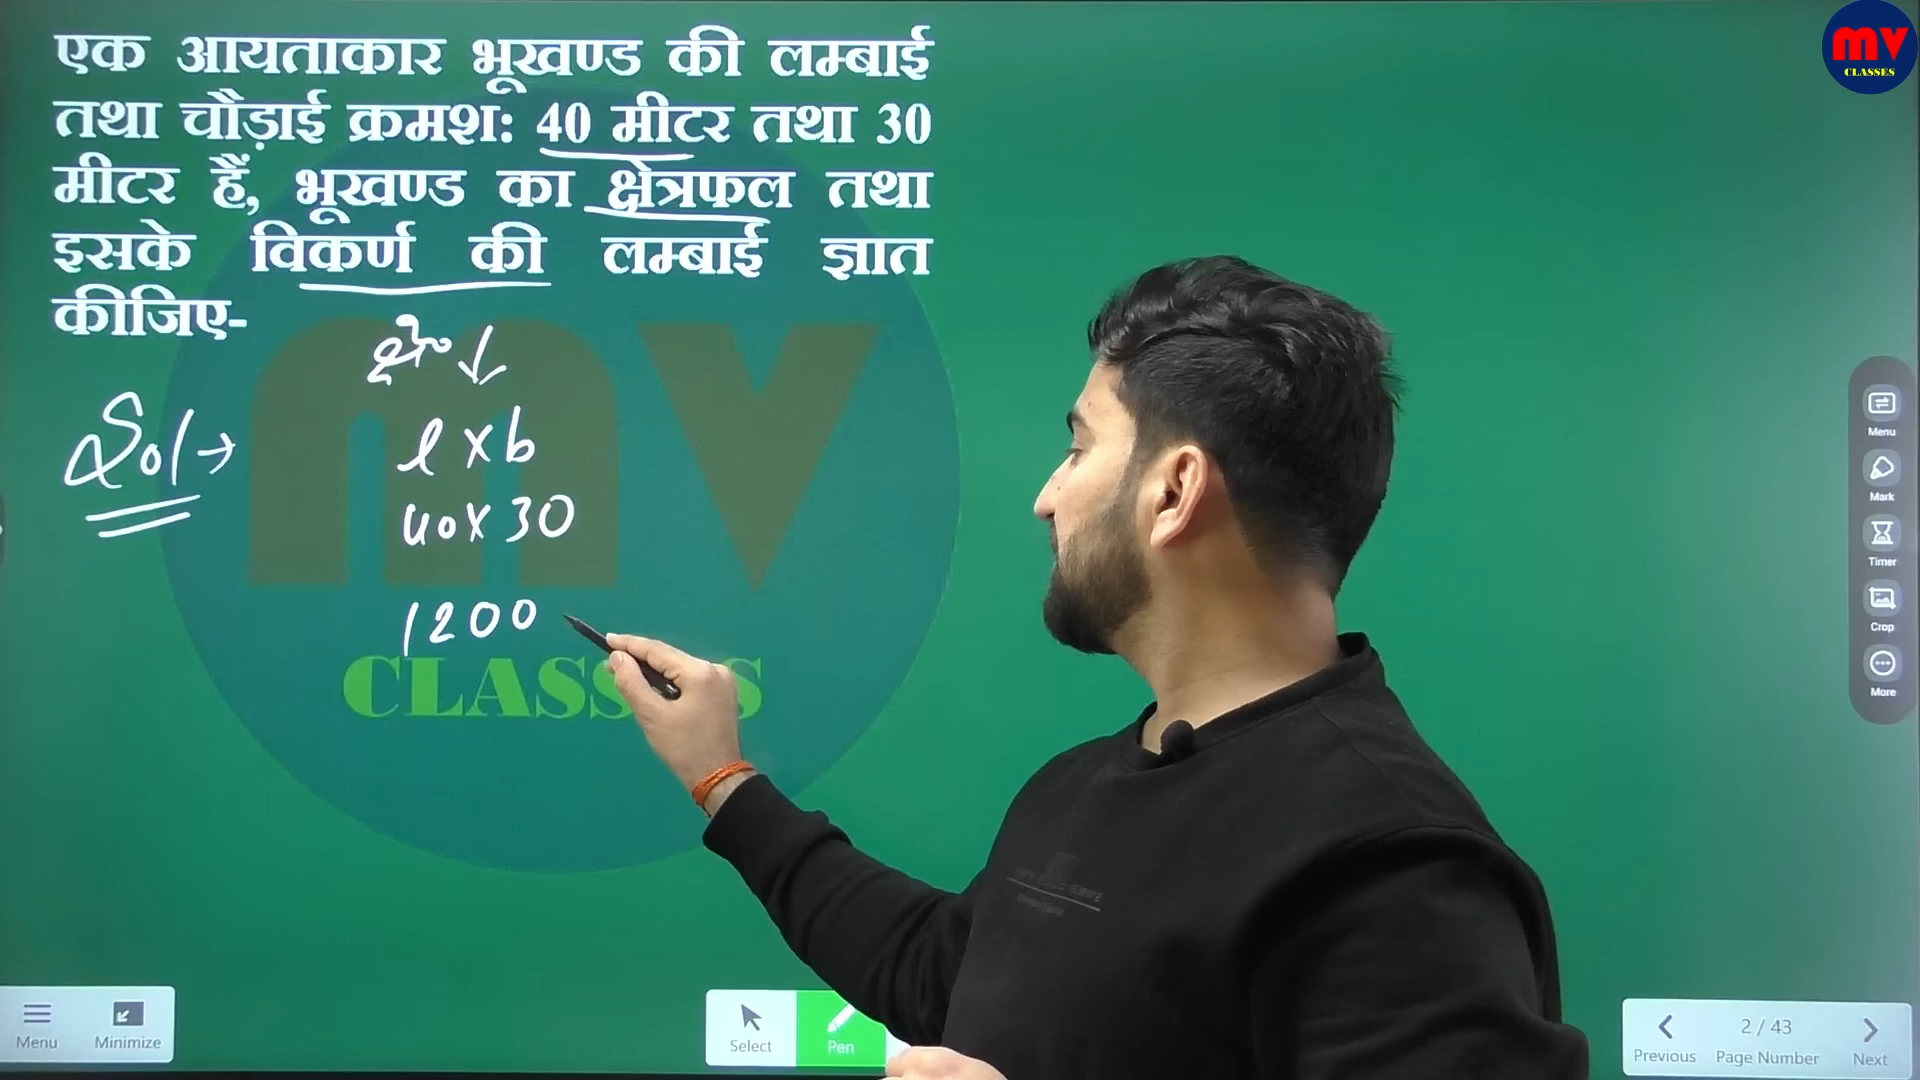 एक आयताकार भूखण्ड की लम्बाई
तथा चौड़ाई क्रमश: 40 मीटर तथा 30
मीटर हैं, भूखण्ड का क्षेत्रफल तथा
इसके विकर्ण की लम्बाई ज्ञात
कीजिए-
क्षे०
Sol→
l x b
40 x 30
1200
mv
CLASSES
mv
CLASSES
Menu
Mark
Timer
Crop
More
Menu
Minimize
Select
Pen
2 / 43
Previous
Page Number
Next